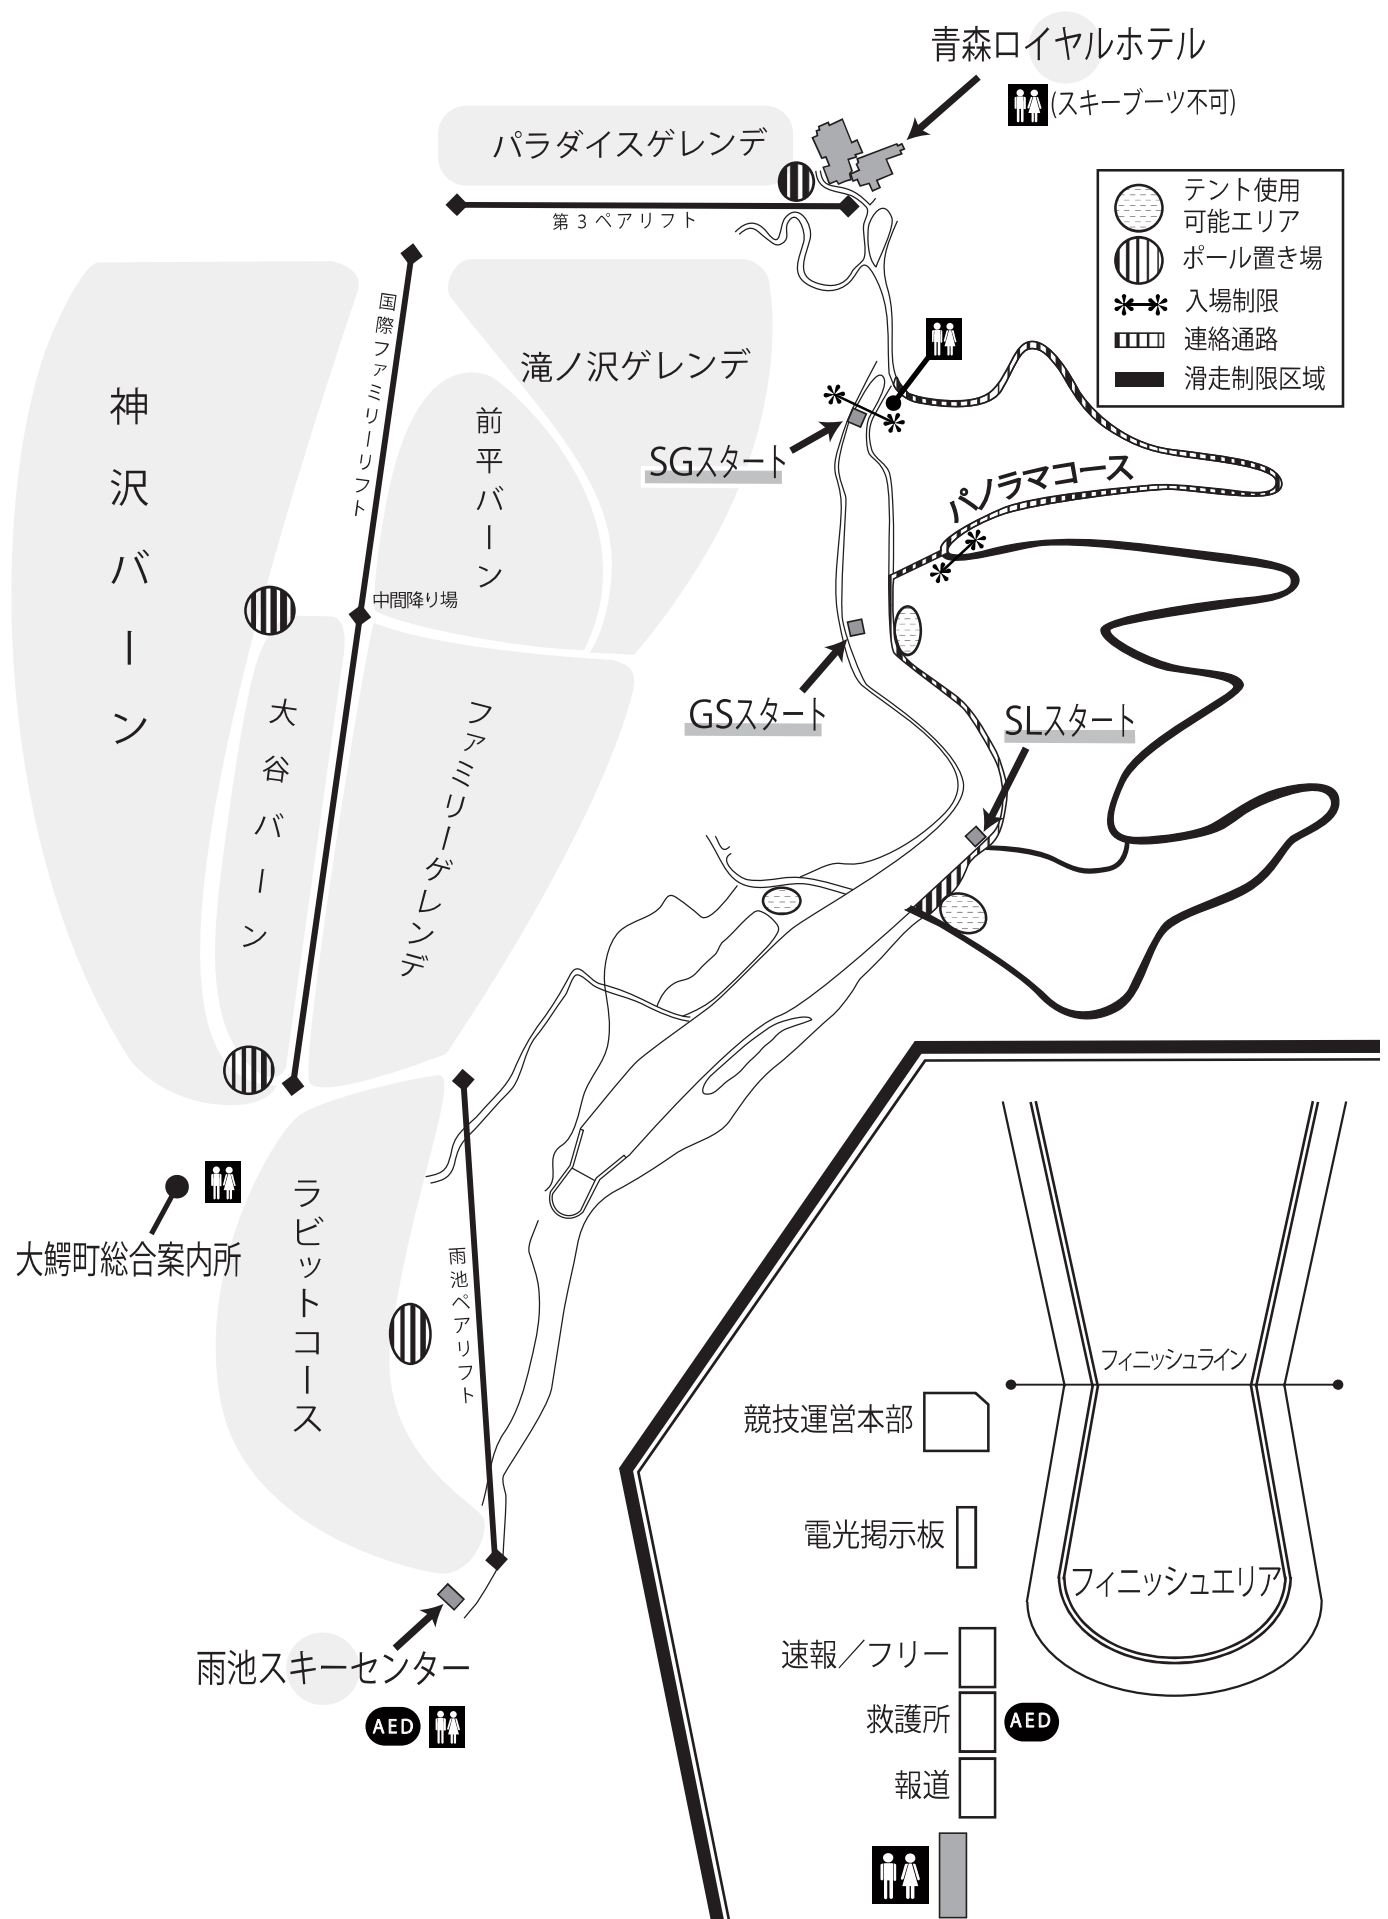 青森ロイヤルホテル
(スキーブーツ不可)
パラダイスゲレンデ
第3ペアリフト
テント使用
可能エリア
ポール置き場
入場制限
連絡通路
滑走制限区域
国際ファミリーリフト
滝ノ沢ゲレンデ
神沢バーン
前平バーン
SGスタート
パノラマコース
中間降り場
大谷バーン
ファミリーゲレンデ
GSスタート
SLスタート
大鰐町総合案内所
ラビットコース
雨池ペアリフト
雨池スキーセンター
AED
フィニッシュライン
競技運営本部
電光掲示板
フィニッシュエリア
速報／フリー
救護所
AED
報道